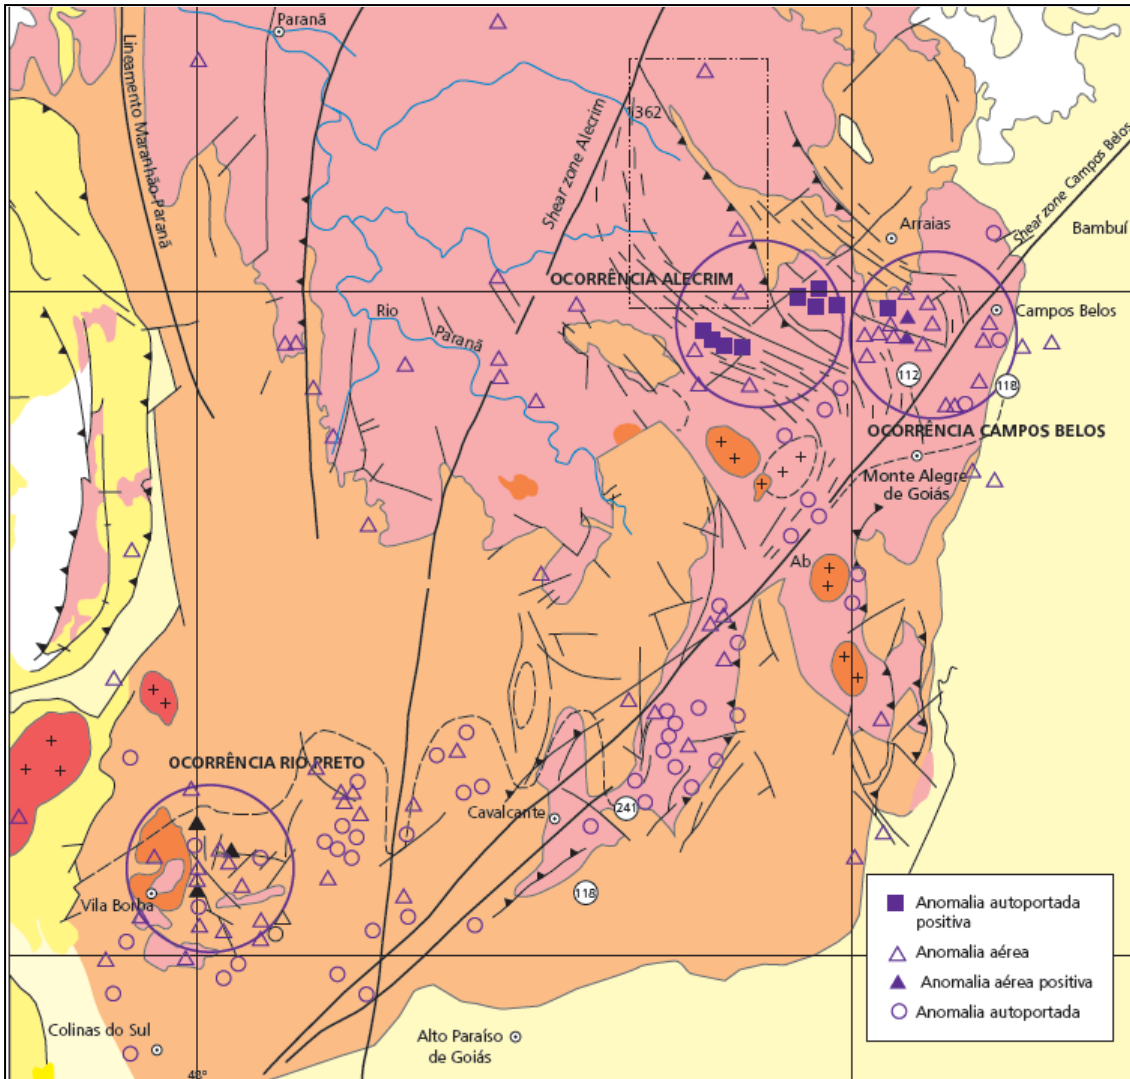 Paranã
Lineamento Maranhão-Paranã
1362
Shear zone Alecrim
Shear zone Campos Belos
Arraias
Bambuí
OCORRÊNCIA ALECRIM
Rio
Paranã
Campos Belos
112
118
OCORRÊNCIA CAMPOS BELOS
Monte Alegre
de Goiás
Ab
OCORRÊNCIA RIO PRETO
Cavalcante
241
118
Vila Borba
Anomalia autoportada
positiva
Anomalia aérea
Anomalia aérea positiva
Anomalia autoportada
Colinas do Sul
Alto Paraíso
de Goiás
48°